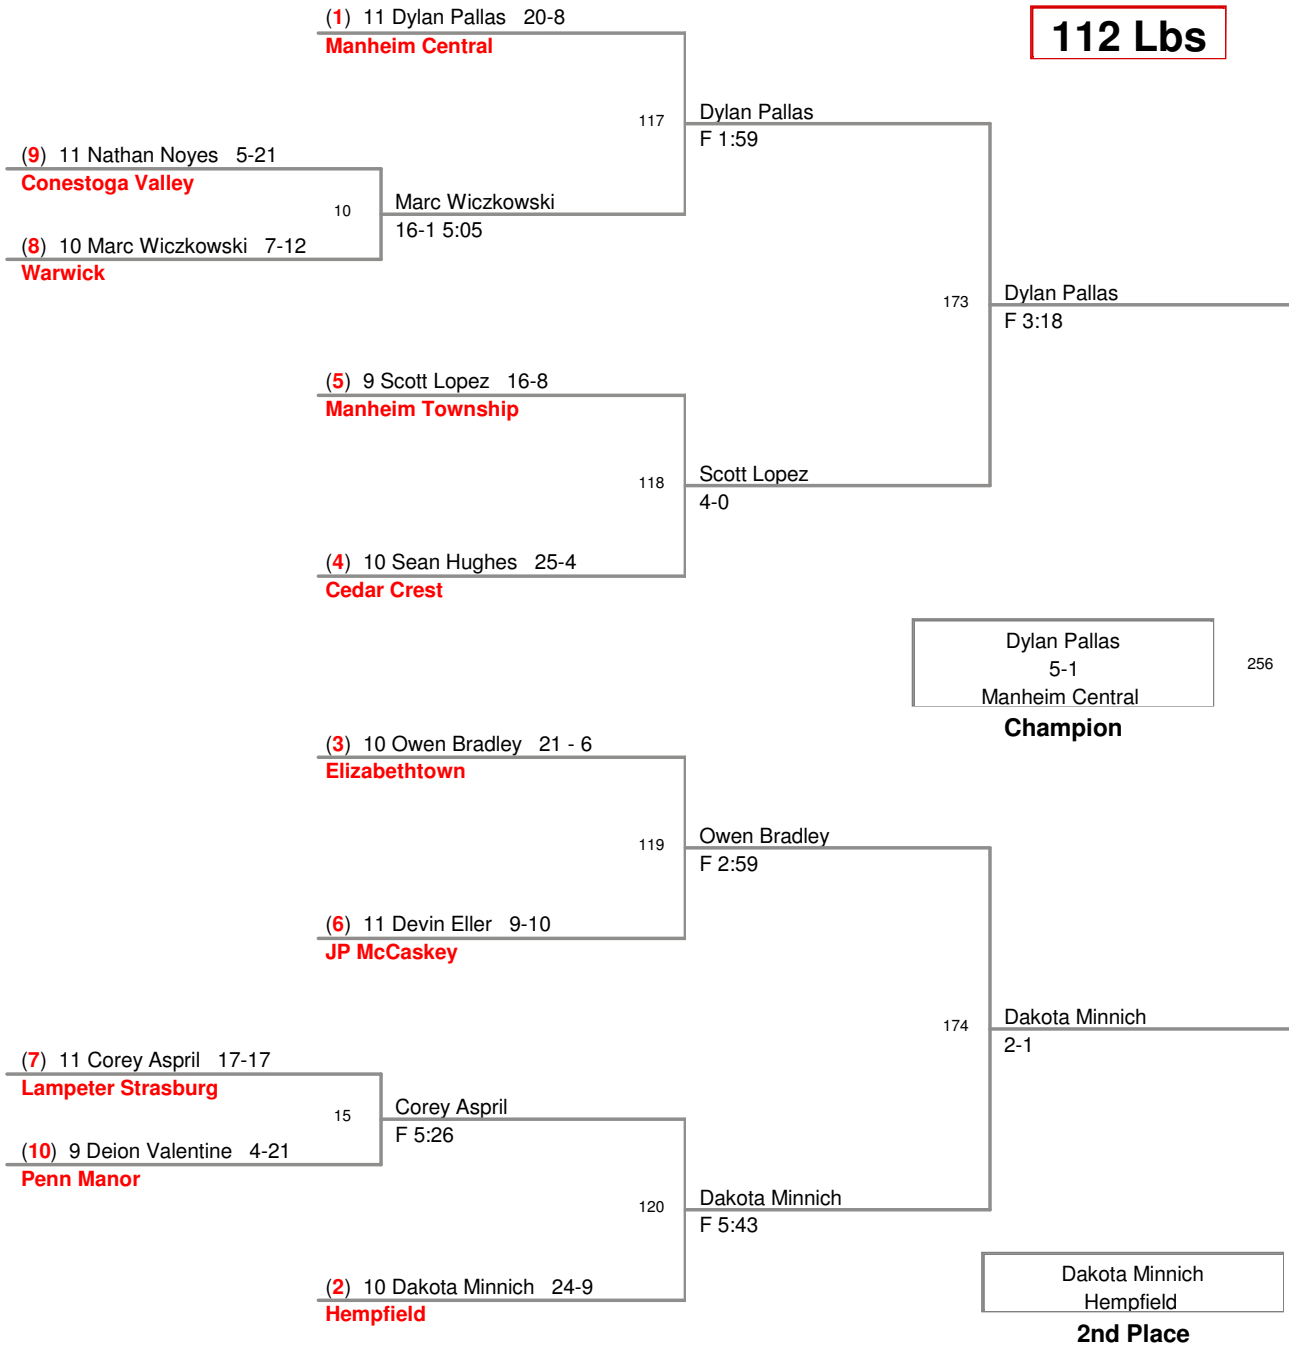 (1) 11 Dylan Pallas 20-8
Manheim Central
112 Lbs
117
Dylan Pallas
F 1:59
(9) 11 Nathan Noyes 5-21
Conestoga Valley
10
Marc Wiczkowski
16-1 5:05
(8) 10 Marc Wiczkowski 7-12
Warwick
173
Dylan Pallas
F 3:18
(5) 9 Scott Lopez 16-8
Manheim Township
118
Scott Lopez
4-0
(4) 10 Sean Hughes 25-4
Cedar Crest
Dylan Pallas
5-1
Manheim Central
256
Champion
(3) 10 Owen Bradley 21 - 6
Elizabethtown
119
Owen Bradley
F 2:59
(6) 11 Devin Eller 9-10
JP McCaskey
174
Dakota Minnich
2-1
(7) 11 Corey Aspril 17-17
Lampeter Strasburg
15
Corey Aspril
F 5:26
(10) 9 Deion Valentine 4-21
Penn Manor
120
Dakota Minnich
F 5:43
(2) 10 Dakota Minnich 24-9
Hempfield
Dakota Minnich
Hempfield
2nd Place